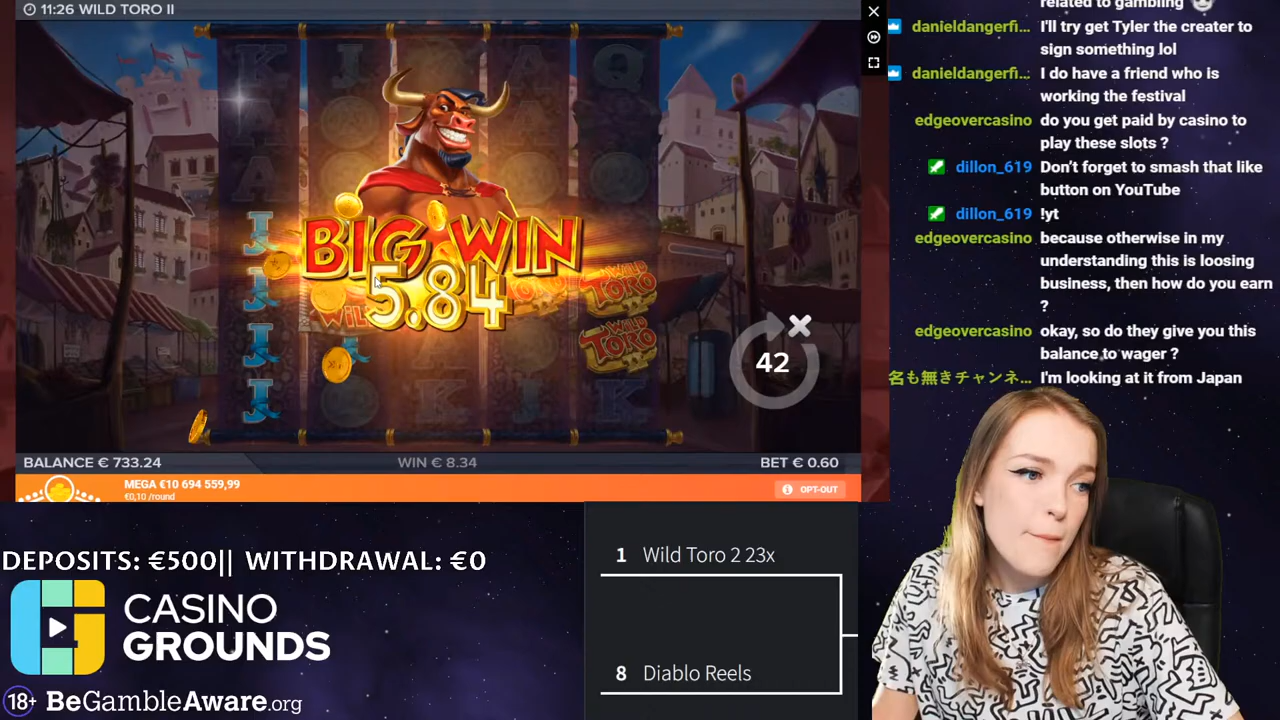 11:26 WILD TORO II
BIG WIN
5.84
WILD
TORO
WILD
TORO
42
BALANCE € 733.24
WIN € 8.34
BET € 0.60
MEGA €10 694 559,99
€0,10 /round
OPT-OUT
related to gambling
danieldangerfi... I'll try get Tyler the creater to
sign something lol
danieldangerfi... I do have a friend who is
working the festival
edgeovercasino do you get paid by casino to
play these slots ?
dillon_619 Don't forget to smash that like
button on YouTube
dillon_619 !yt
edgeovercasino because otherwise in my
understanding this is loosing
business, then how do you earn
?
edgeovercasino okay, so do they give you this
balance to wager ?
名も無きチャンネ... I'm looking at it from Japan
DEPOSITS: €500|| WITHDRAWAL: €0
CASINO
GROUNDS
18+ BeGambleAware.org
1 Wild Toro 2 23x
8 Diablo Reels